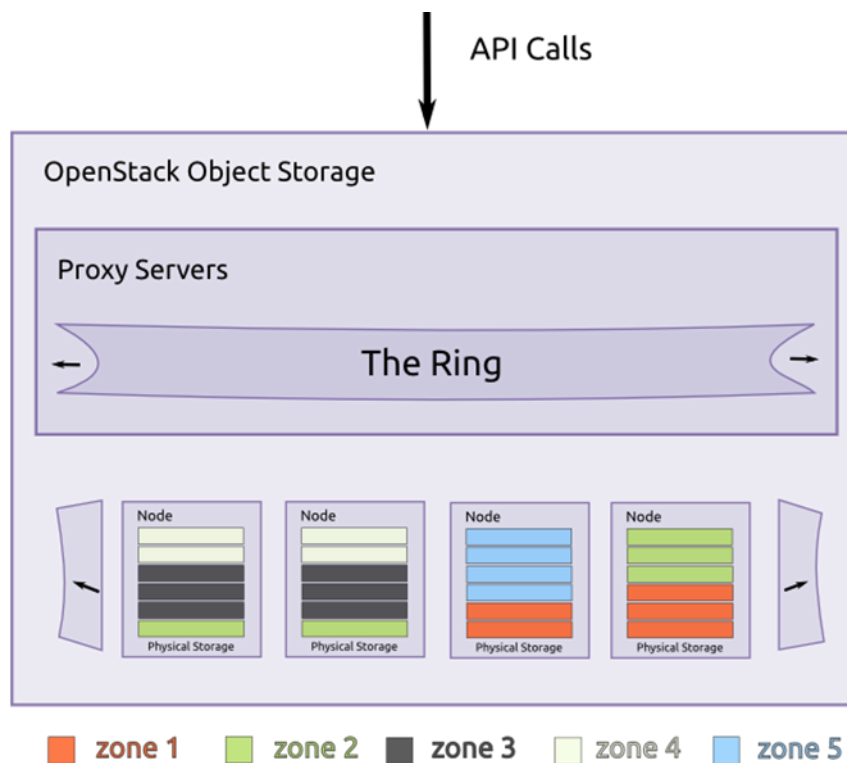 API Calls
OpenStack Object Storage
Proxy Servers
The Ring
Node
Physical Storage
Node
Physical Storage
Node
Physical Storage
Node
Physical Storage
zone 1
zone 2
zone 3
zone 4
zone 5